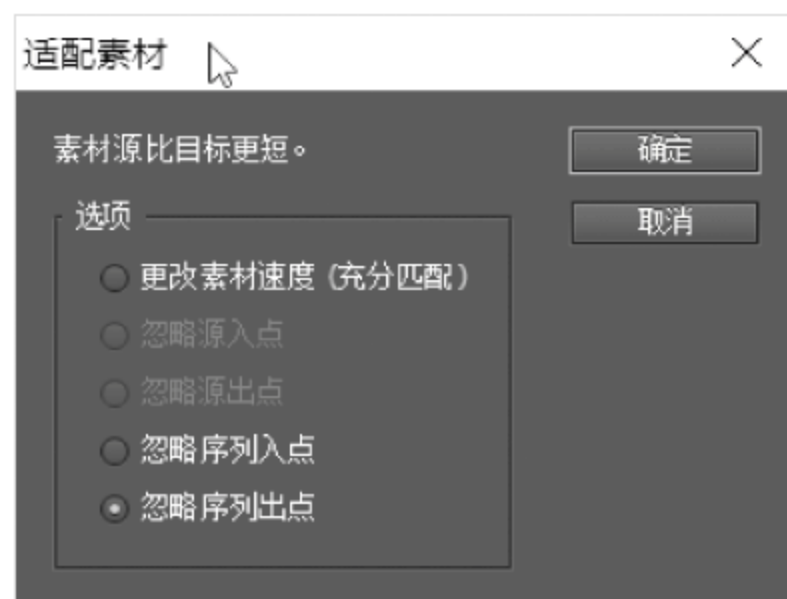 适配素材
素材源比目标更短。
确定
选项
取消
更改素材速度 (充分匹配)
忽略源入点
忽略源出点
忽略序列入点
忽略序列出点